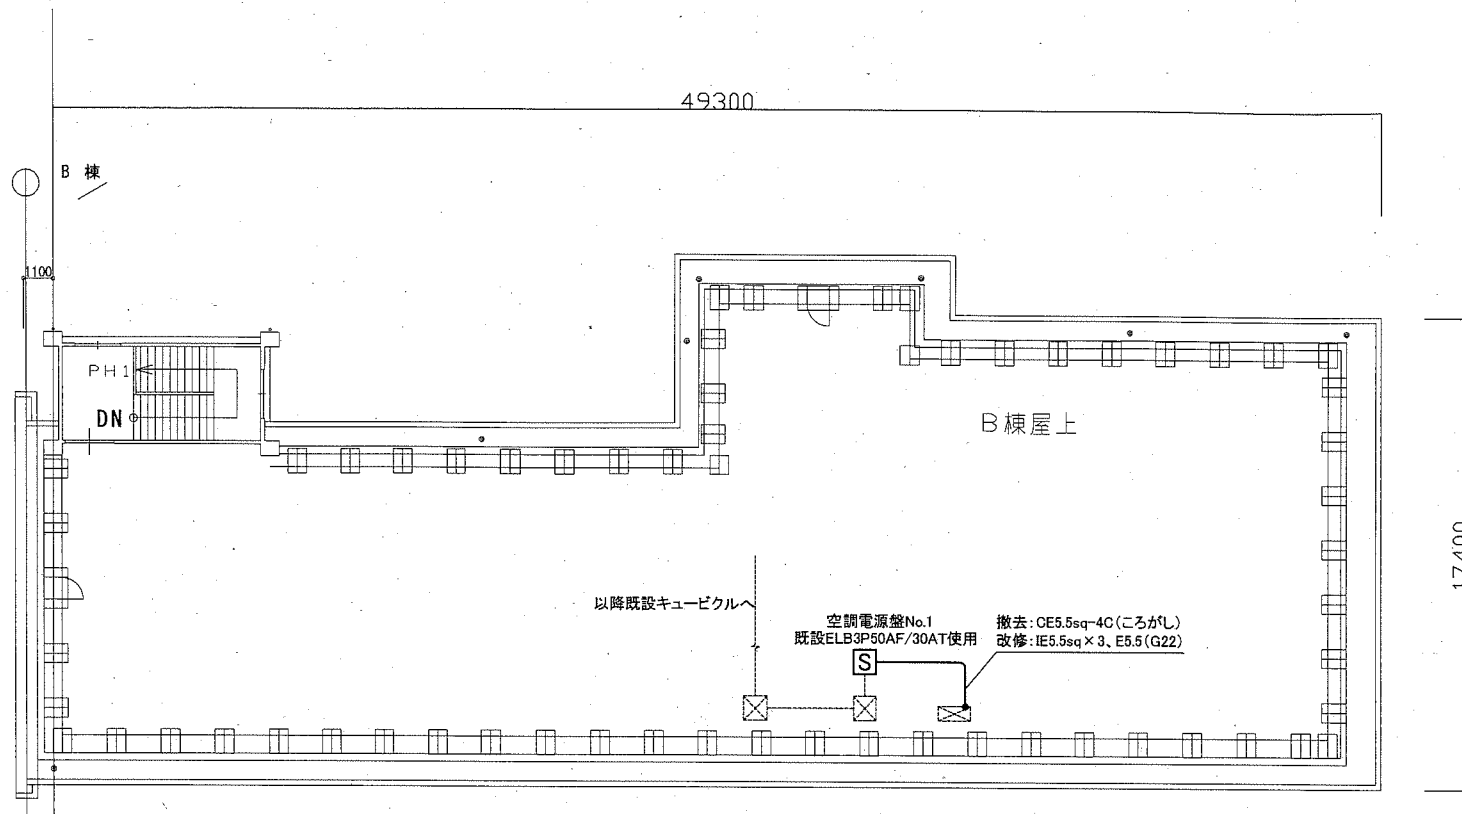 49300
B 棟
1100
PH1
DN
B棟屋上
17400
以降既設キュービクルへ
空調電源盤No.1
既設ELB3P50AF/30AT使用
撤去:CE5.5sq-4C(ころがし)
改修:IE5.5sq×3、E5.5(G22)
S